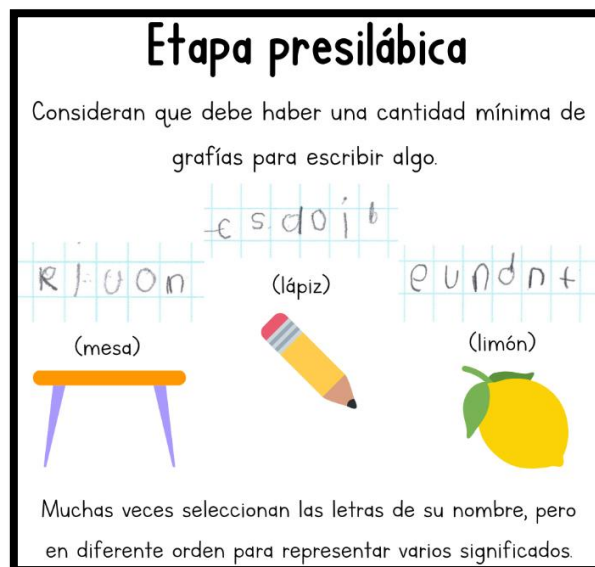 Etapa presilábica
Consideran que debe haber una cantidad mínima de
grafías para escribir algo.
(lápiz)
(mesa)
(limón)
e u n d n t
Muchas veces seleccionan las letras de su nombre, pero
en diferente orden para representar varios significados.